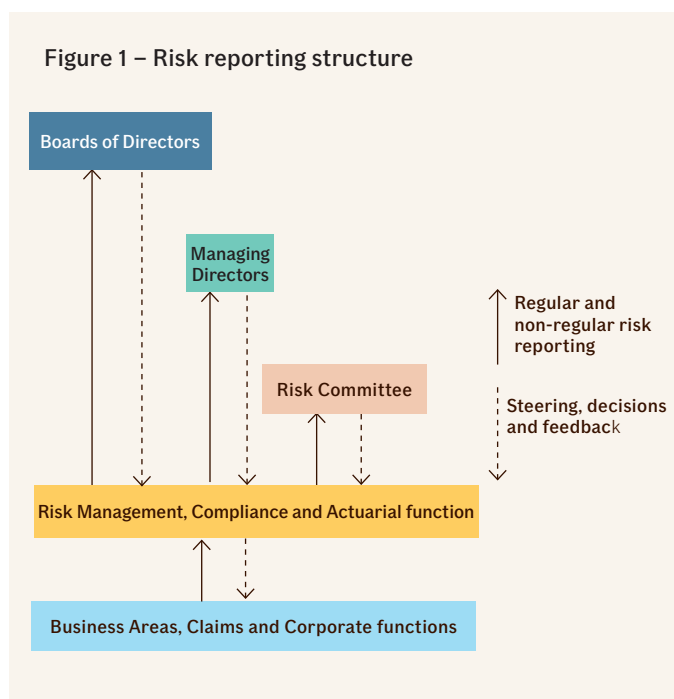 Figure 1 – Risk reporting structure
Boards of Directors
Managing
Directors
Regular and
non-regular risk
reporting
Risk Committee
Steering, decisions
and feedback
Risk Management, Compliance and Actuarial function
Business Areas, Claims and Corporate functions